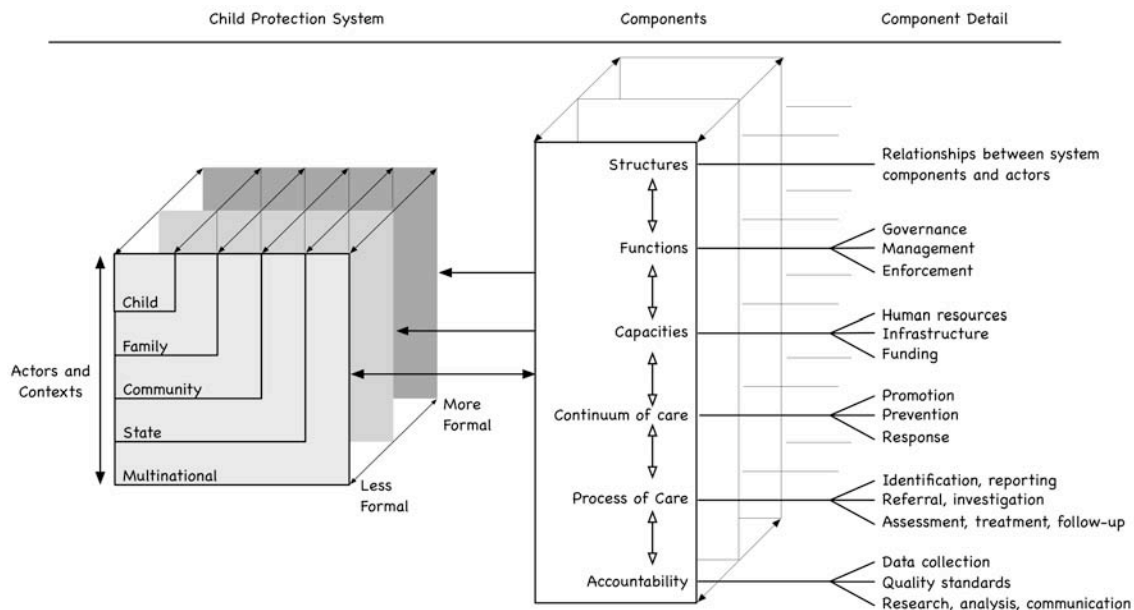 Child Protection System
Components
Component Detail
Structures
Relationships between system
components and actors
Functions
Governance
Management
Enforcement
Child
Capacities
Human resources
Infrastructure
Funding
Family
Actors and
Contexts
Community
Continuum of care
Promotion
Prevention
Response
More
Formal
State
Multinational
Less
Formal
Process of Care
Identification, reporting
Referral, investigation
Assessment, treatment, follow-up
Accountability
Data collection
Quality standards
Research, analysis, communication